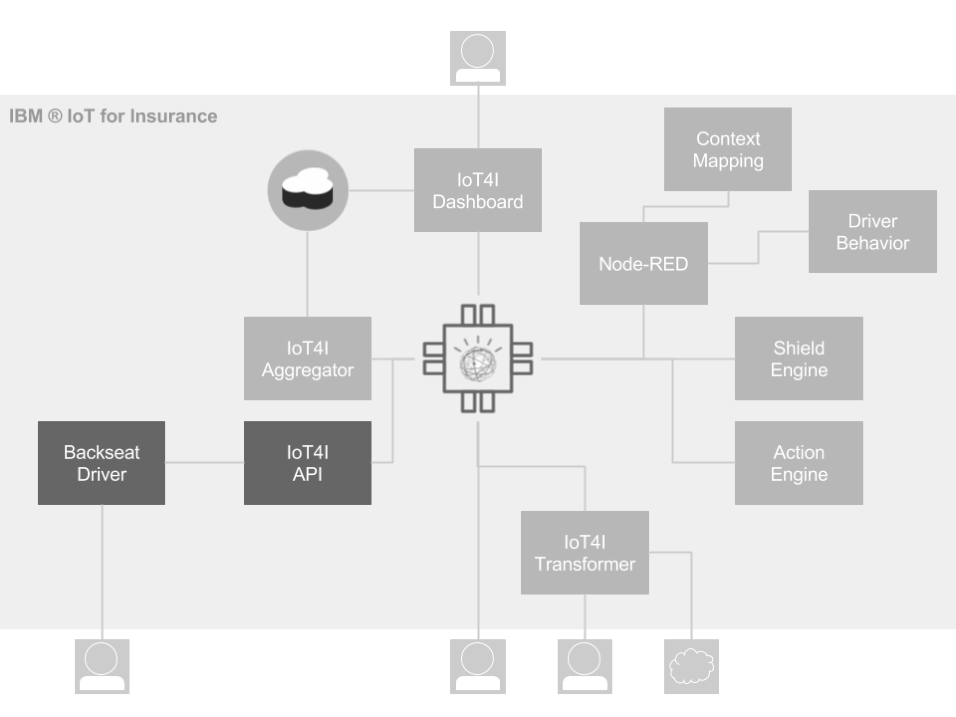 IBM ® IoT for Insurance
Context
Mapping
IoT4I
Dashboard
Driver
Behavior
Node-RED
IoT4I
Aggregator
Shield
Engine
Backseat
Driver
IoT4I
API
Action
Engine
IoT4I
Transformer